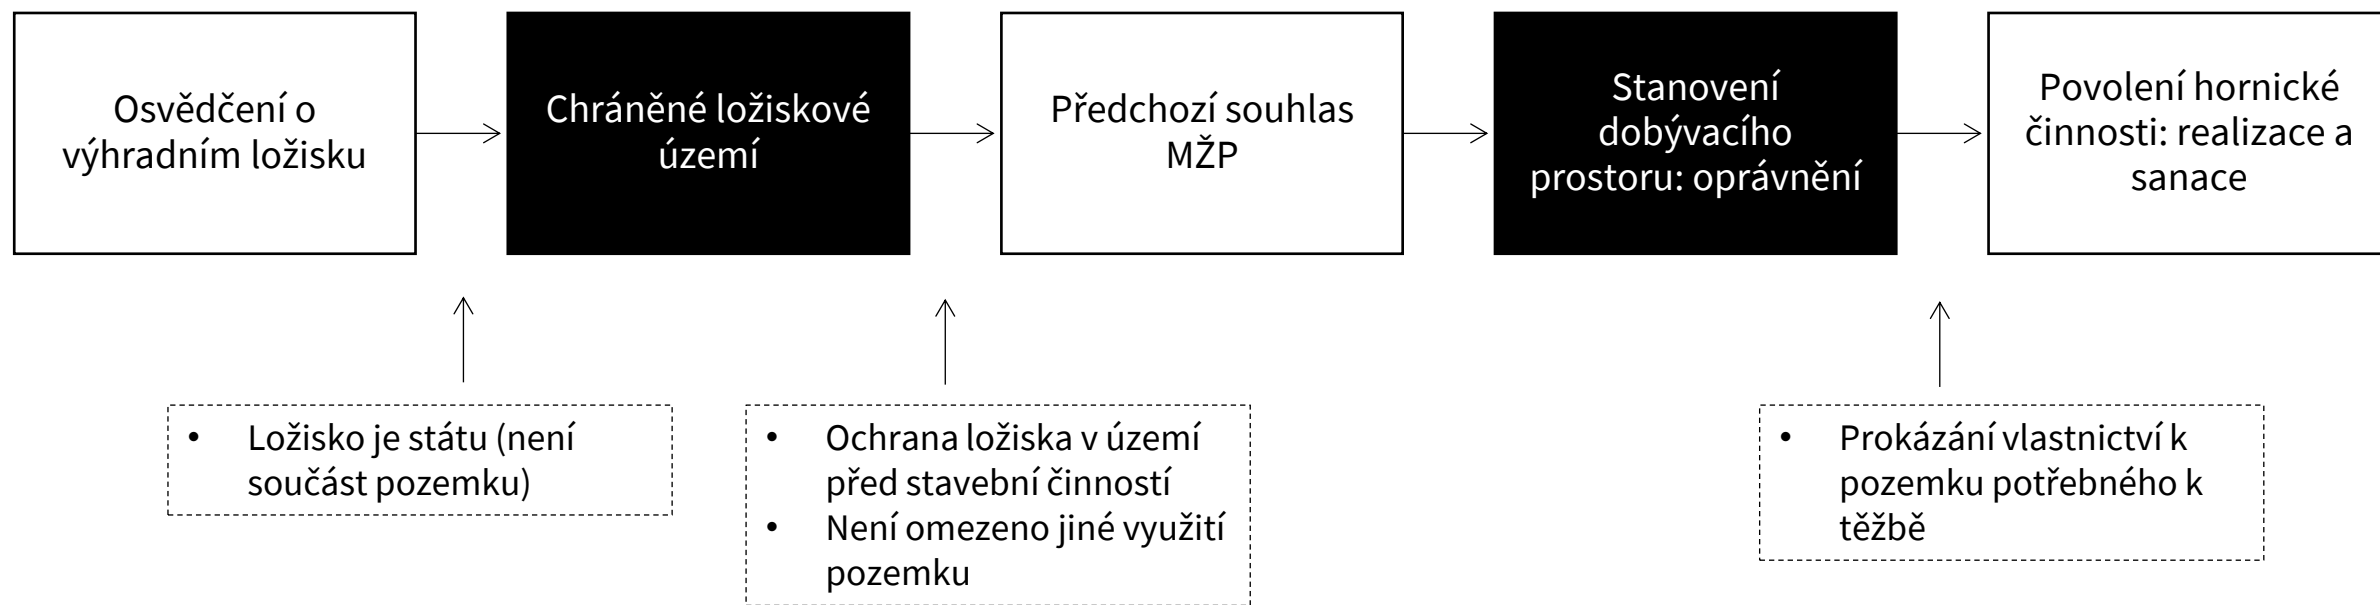 Osvědčení o
výhradním ložisku
Chráněné ložiskové
území
Předchozí souhlas
MŽP
Stanovení
dobývacího
prostoru: oprávnění
Povolení hornické
činnosti: realizace a
sanace
• Ložisko je státu (není
součást pozemku)
• Ochrana ložiska v území
před stavební činností
• Není omezeno jiné využití
pozemku
• Prokázání vlastnictví k
pozemku potřebného k
těžbě